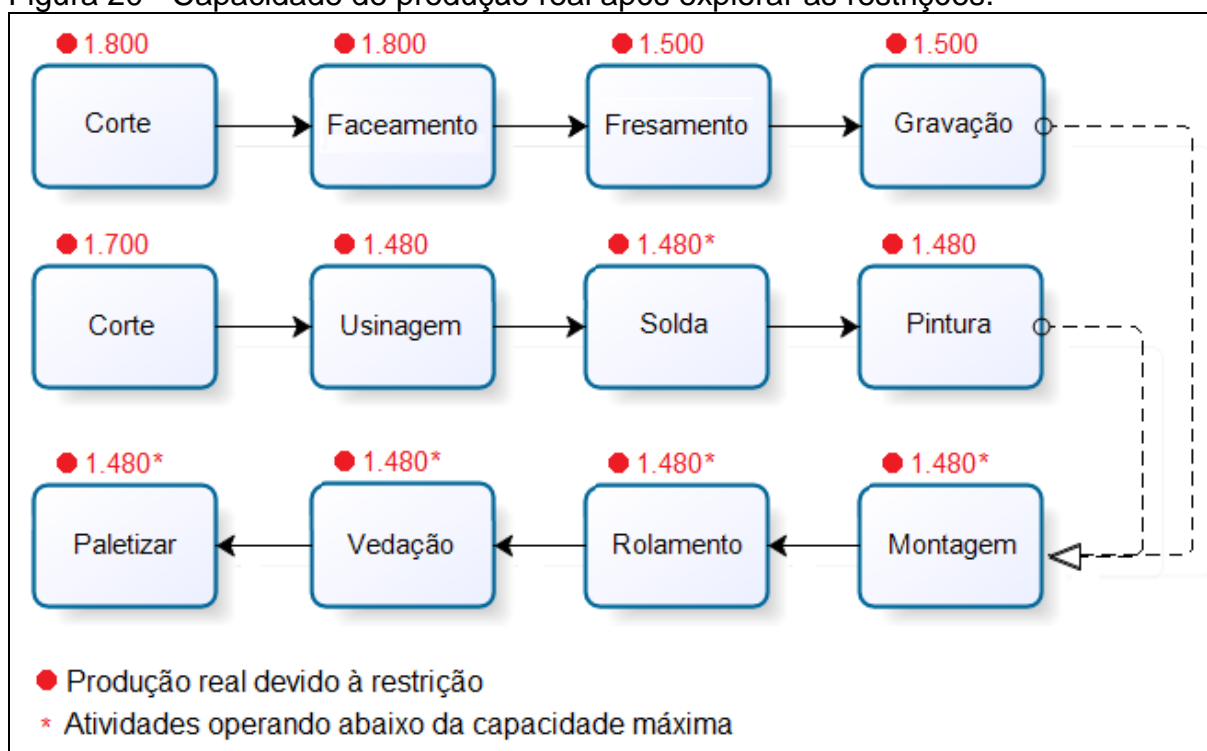 Figura 20 - Capacidade de produção real após explorar as restrições.
1.800 1.800 1.500 1.500
Corte Faceamento Fresamento Gravação
1.700 1.480 1.480* 1.480
Corte Usinagem Solda Pintura
1.480* 1.480* 1.480* 1.480*
Paletizar Vedação Rolamento Montagem
Produção real devido à restrição
* Atividades operando abaixo da capacidade máxima